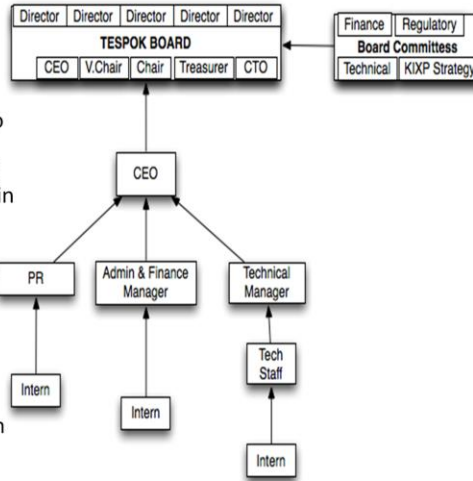 Director Director Director Director Director
TESPOK BOARD
CEO V.Chair Chair Treasurer CTO
Finance Regulatory
Board Committess
Technical KIXP Strategy
CEO
in
PR
Admin & Finance
Manager
Technical
Manager
Tech
Staff
Intern
Intern
Intern